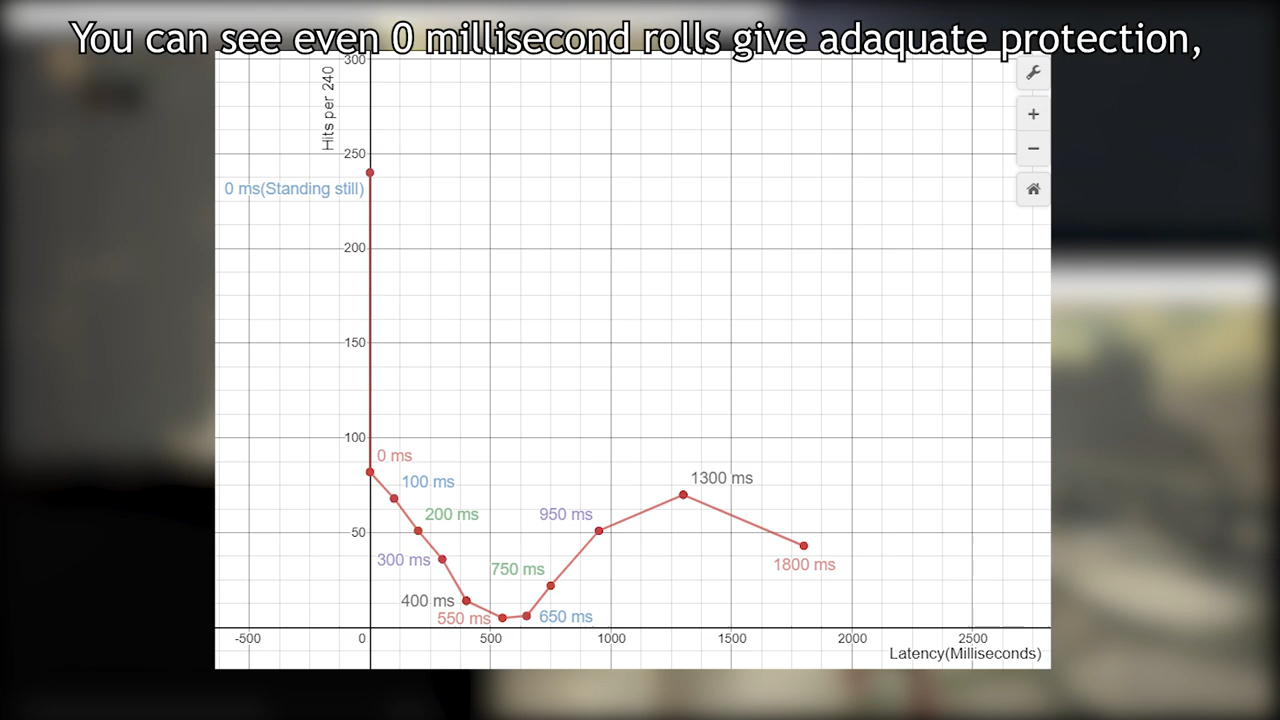 You can see even 0 millisecond rolls give adaquate protection,
Hits per 240
300
250
0 ms(Standing still)
200
150
100
0 ms
100 ms
1300 ms
200 ms
950 ms
50
300 ms
750 ms
1800 ms
400 ms
550 ms
650 ms
-500
0
500
1000
1500
2000
2500
Latency(Milliseconds)
+
−